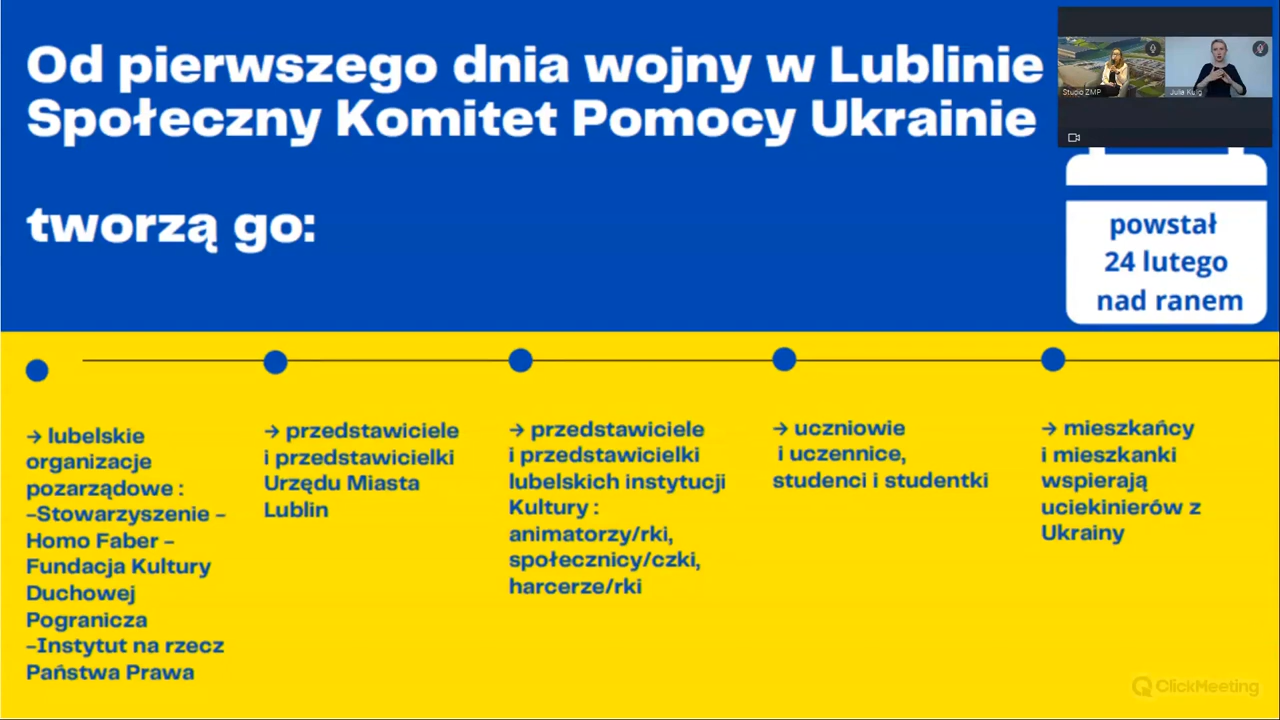 Od pierwszego dnia wojny w Lublinie
Społeczny Komitet Pomocy Ukrainie
tworzą go:
Studio ZMP
Julia Kulig
powstał
24 lutego
nad ranem
→ lubelskie
organizacje
pozarządowe :
-Stowarzyszenie -
Homo Faber -
Fundacja Kultury
Duchowej
Pogranicza
-Instytut na rzecz
Państwa Prawa
→ przedstawiciele
i przedstawicielki
Urzędu Miasta
Lublin
→ przedstawiciele
i przedstawicielki
lubelskich instytucji
Kultury :
animatorzy/rki,
społecznicy/czki,
harcerze/rki
→ uczniowie
i uczennice,
studenci i studentki
→ mieszkańcy
i mieszkanki
wspierają
uciekinierów z
Ukrainy
ClickMeeting